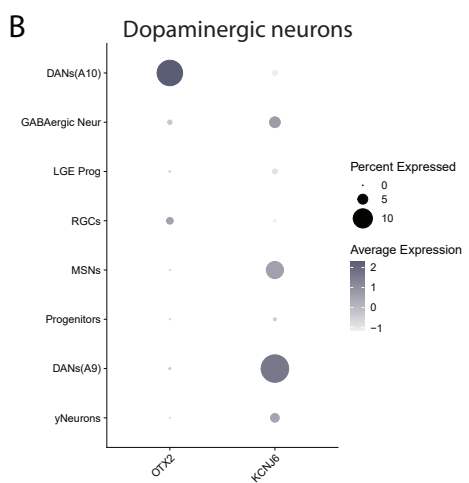 B
Dopaminergic neurons
DANs(A10)
GABAergic Neur
LGE Prog
RGCs
MSNs
Progenitors
DANs(A9)
yNeurons
OTX2
KCNJ6
Percent Expressed
0
5
10
Average Expression
2
1
0
−1